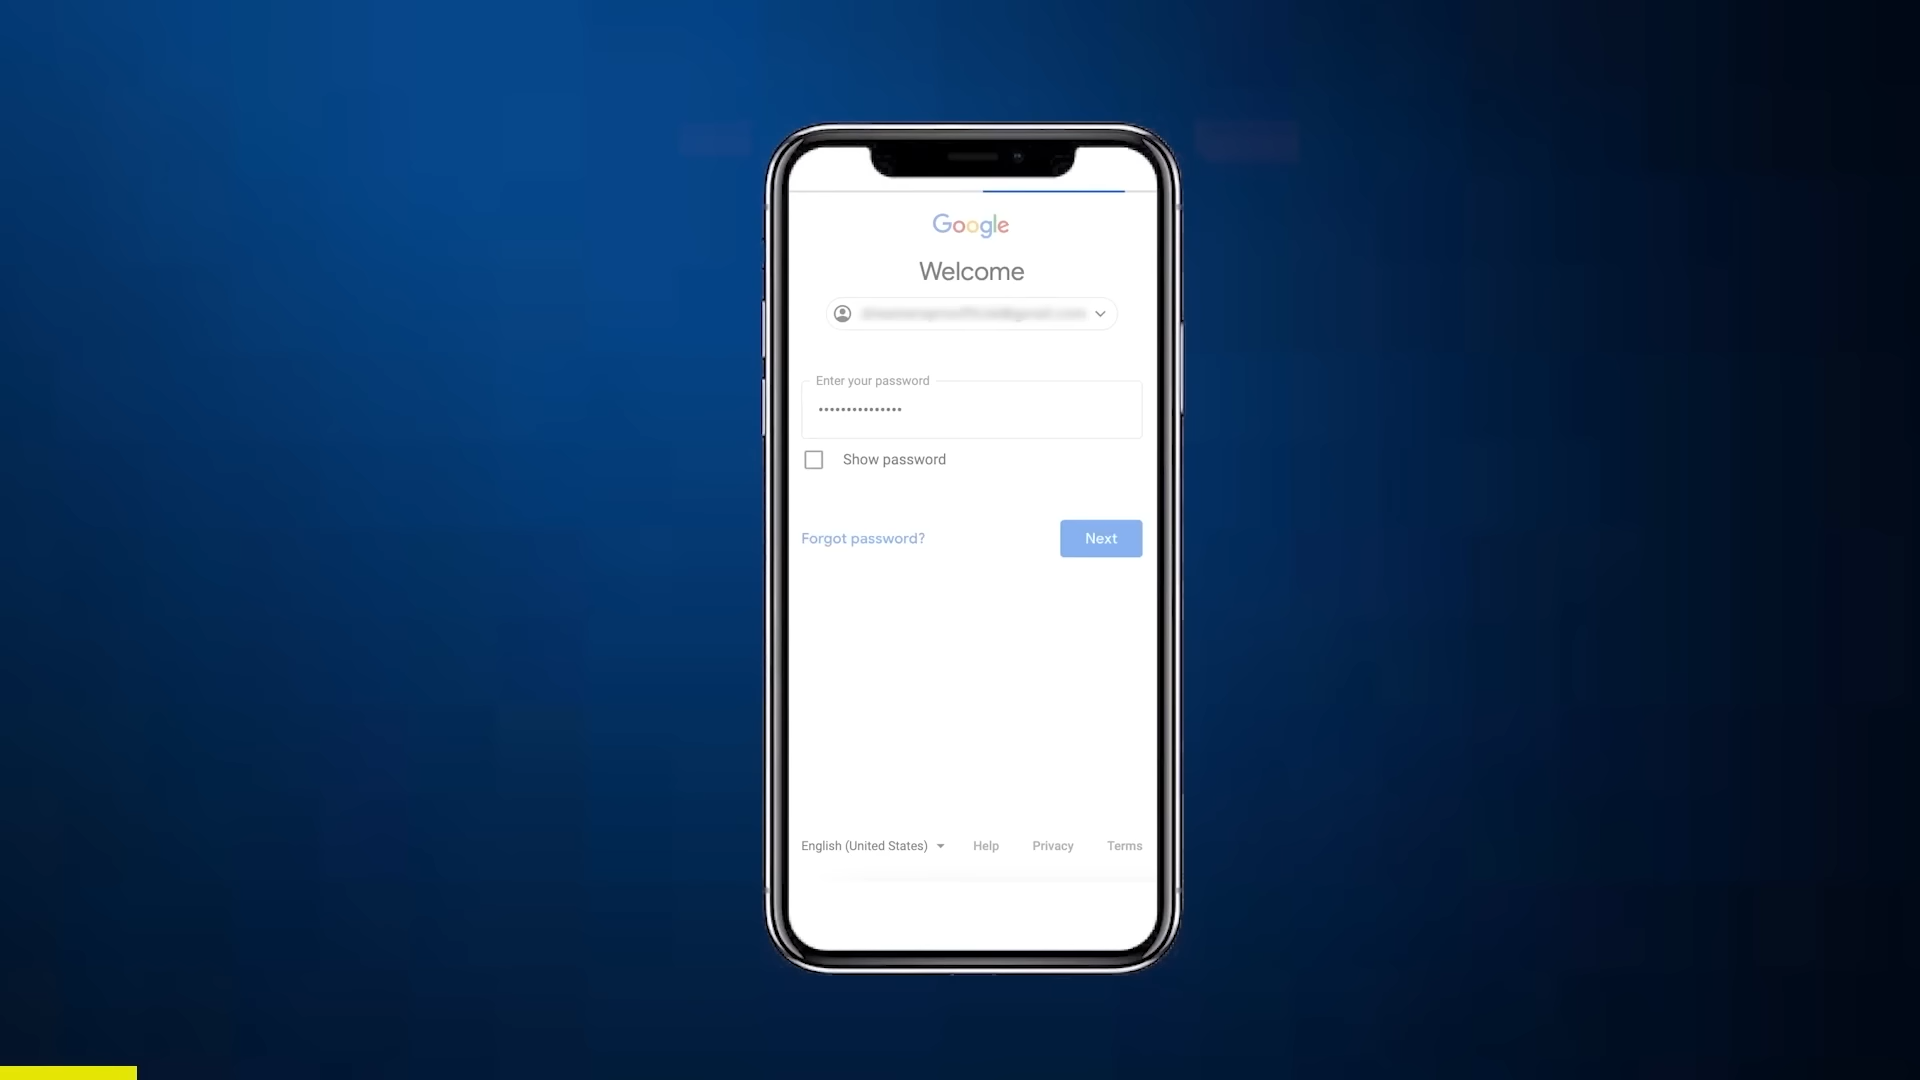 Google
Welcome
Enter your password
•••••••••••••••
Show password
Forgot password?
Next
English (United States)
Help
Privacy
Terms